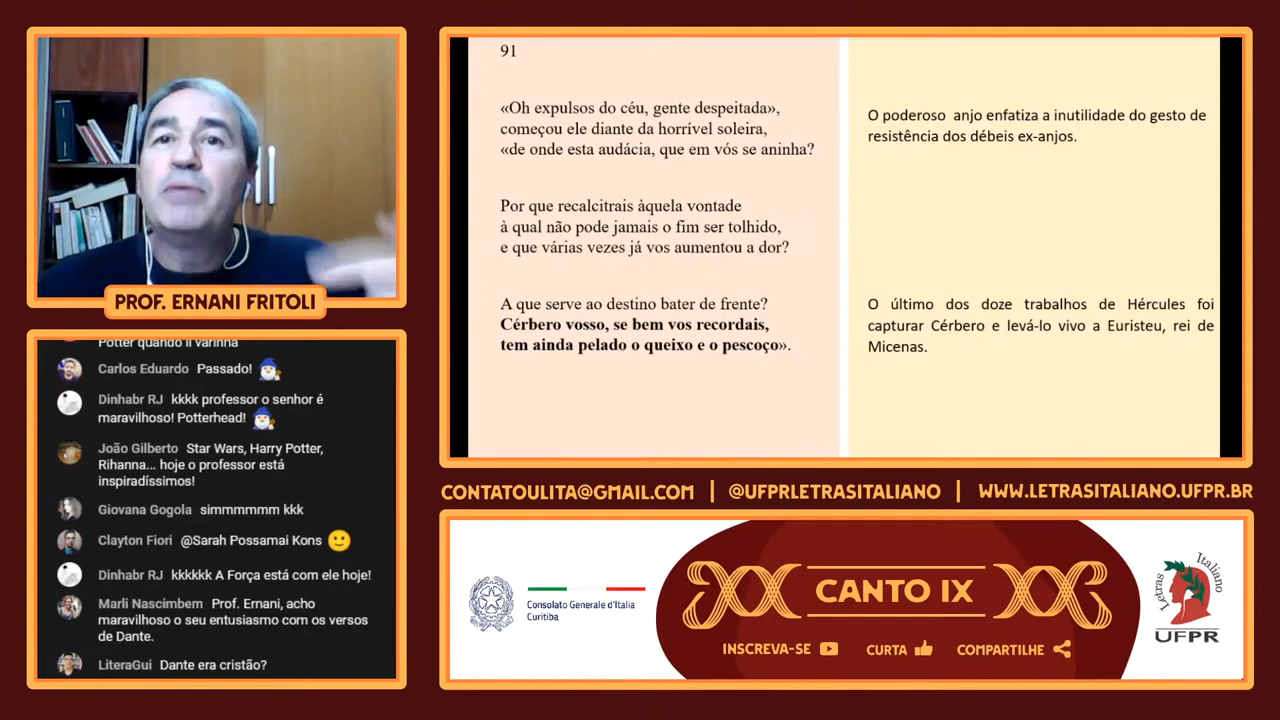 PROF. ERNANI FRITOLI
Potter quando li varinha
Carlos Eduardo Passado!
Dinhabr RJ kkkk professor o senhor é
maravilhoso! Potterhead!
João Gilberto Star Wars, Harry Potter,
Rihanna... hoje o professor está
inspiradíssimos!
Giovana Gogola simmmmmm kkk
Clayton Fiori @Sarah Possamai Kons
Dinhabr RJ kkkkkk A Força está com ele hoje!
Marli Nascimbem Prof. Ernani, acho
maravilhoso o seu entusiasmo com os versos
de Dante.
LiteraGui Dante era cristão?
91
«Oh expulsos do céu, gente despeitada»,
começou ele diante da horrível soleira,
«de onde esta audácia, que em vós se aninha?
Por que recalcitrais àquela vontade
à qual não pode jamais o fim ser tolhido,
e que várias vezes já vos aumentou a dor?
A que serve ao destino bater de frente?
Cérbero vosso, se bem vos recordais,
tem ainda pelado o queixo e o pescoço».
O poderoso anjo enfatiza a inutilidade do gesto de
resistência dos débeis ex-anjos.
O último dos doze trabalhos de Hércules foi
capturar Cérbero e levá-lo vivo a Euristeu, rei de
Micenas.
CONTATOULITA@GMAIL.COM | @UFPRLETRASITALIANO | WWW.LETRASITALIANO.UFPR.BR
Consolato Generale d'Italia
Curitiba
CANTO IX
INSCREVA-SE CURTA COMPARTILHE
Letras Italiano
UFPR